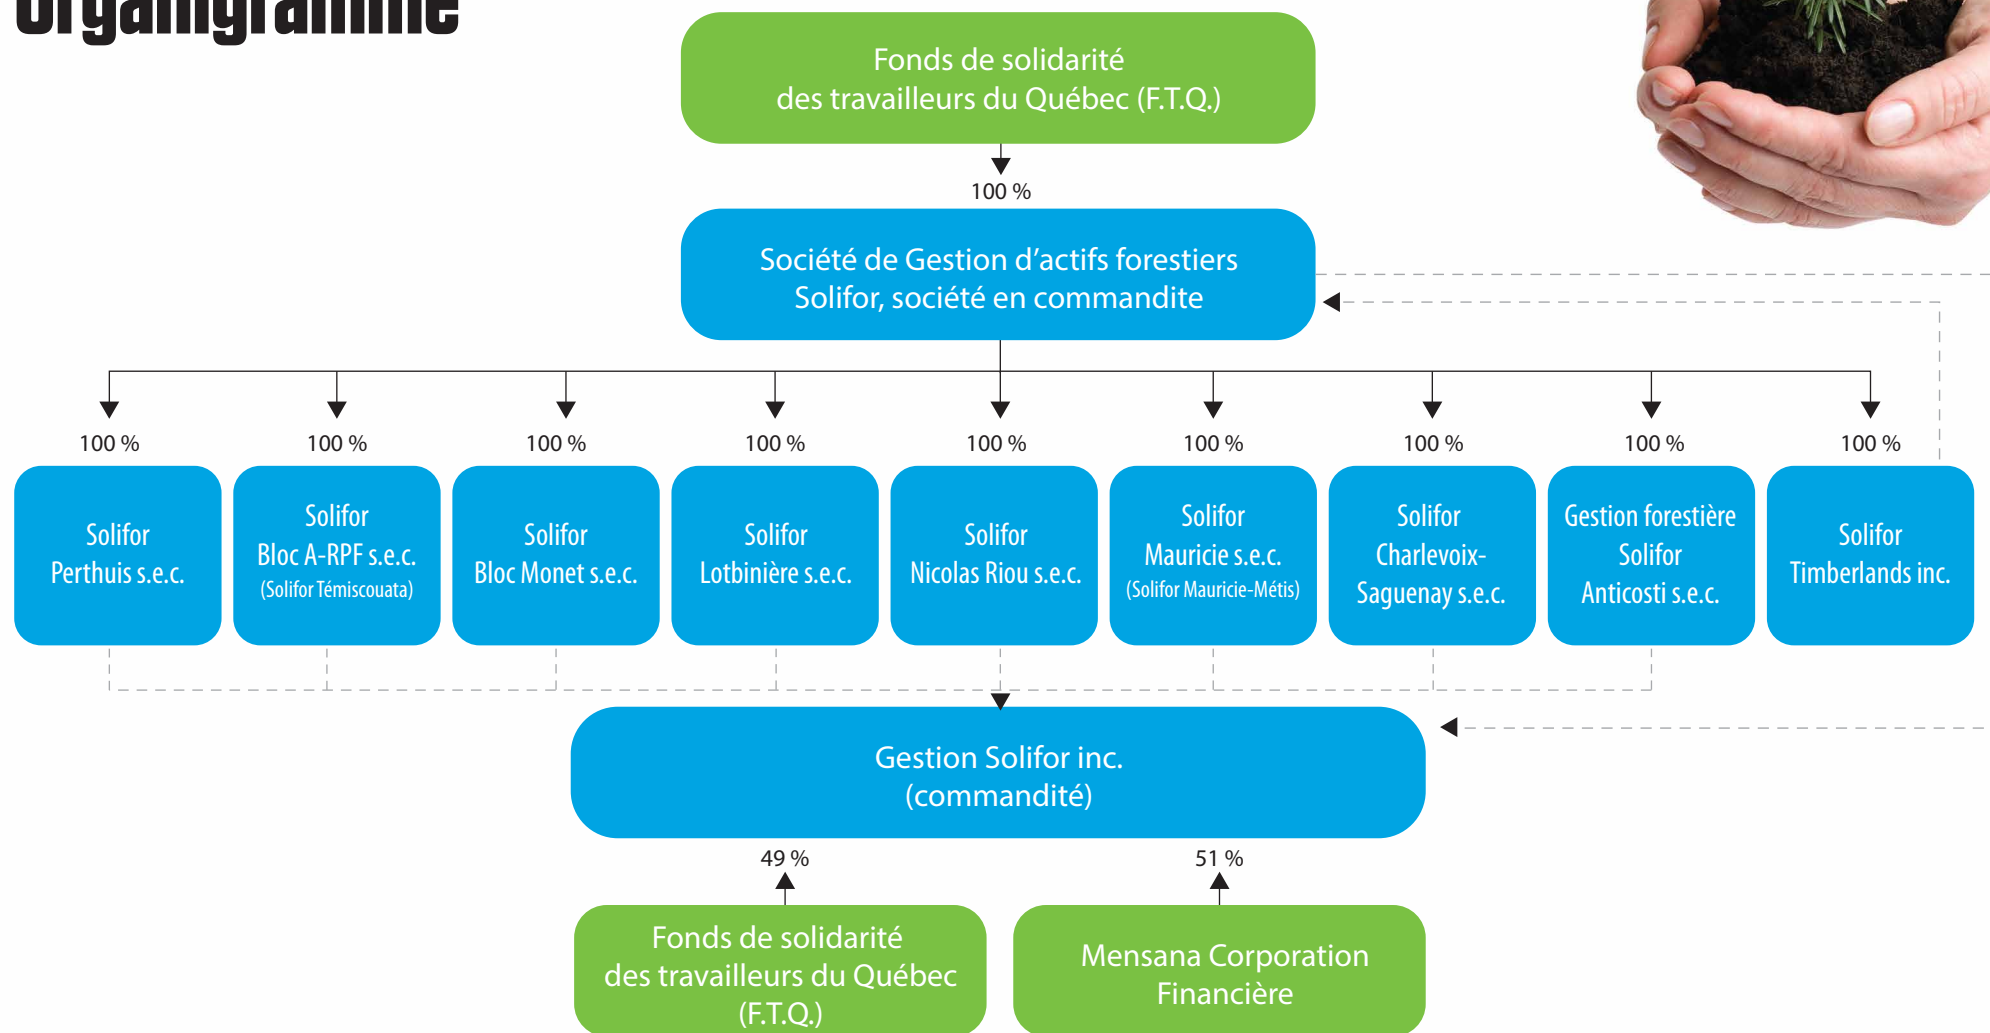 Organigramme
Fonds de solidarité
des travailleurs du Québec (F.T.Q.)
100 %
Société de Gestion d’actifs forestiers
Solifor, société en commandite
100 %
100 %
100 %
100 %
100 %
100 %
100 %
100 %
100 %
Solifor
Perthuis s.e.c.
Solifor
Bloc A-RPF s.e.c.
(Solifor Témiscouata)
Solifor
Bloc Monet s.e.c.
Solifor
Lotbinière s.e.c.
Solifor
Nicolas Riou s.e.c.
Solifor
Mauricie s.e.c.
(Solifor Mauricie-Métis)
Solifor
Charlevoix-
Saguenay s.e.c.
Gestion forestière
Solifor
Anticosti s.e.c.
Solifor
Timberlands inc.
Gestion Solifor inc.
(commandité)
49 %
51 %
Fonds de solidarité
des travailleurs du Québec
(F.T.Q.)
Mensana Corporation
Financière